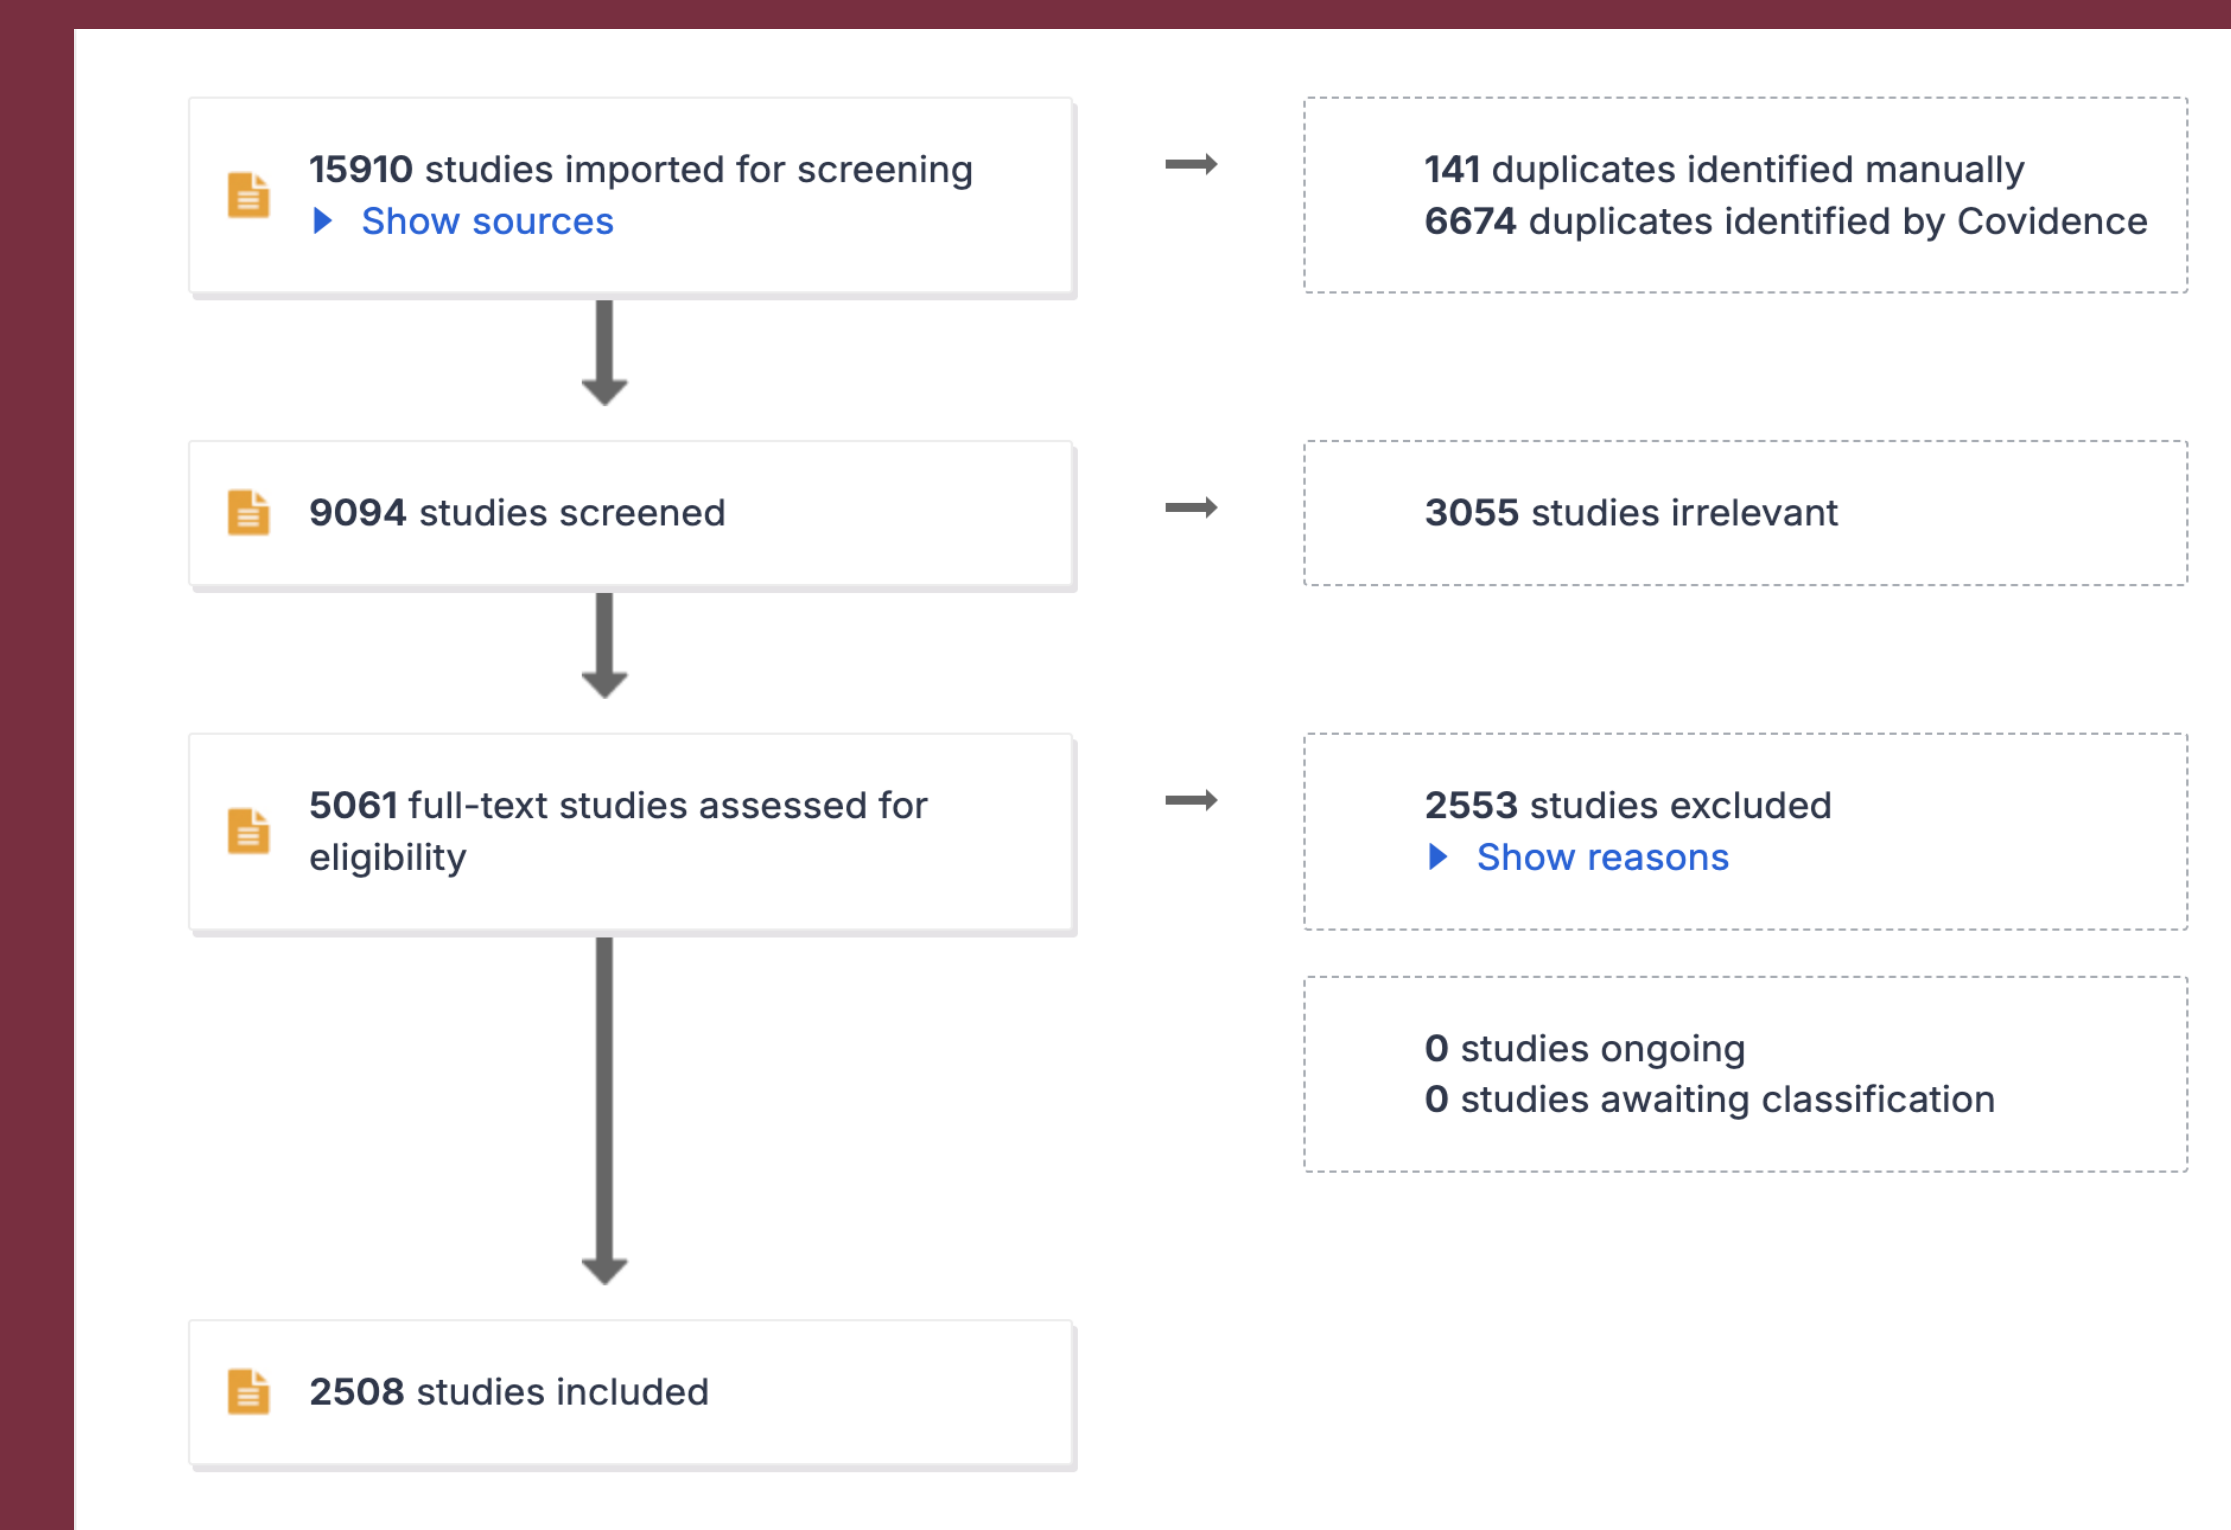 15910 studies imported for screening
Show sources
141 duplicates identified manually
6674 duplicates identified by Covidence
9094 studies screened
3055 studies irrelevant
5061 full-text studies assessed for
eligibility
2553 studies excluded
Show reasons
0 studies ongoing
0 studies awaiting classification
2508 studies included